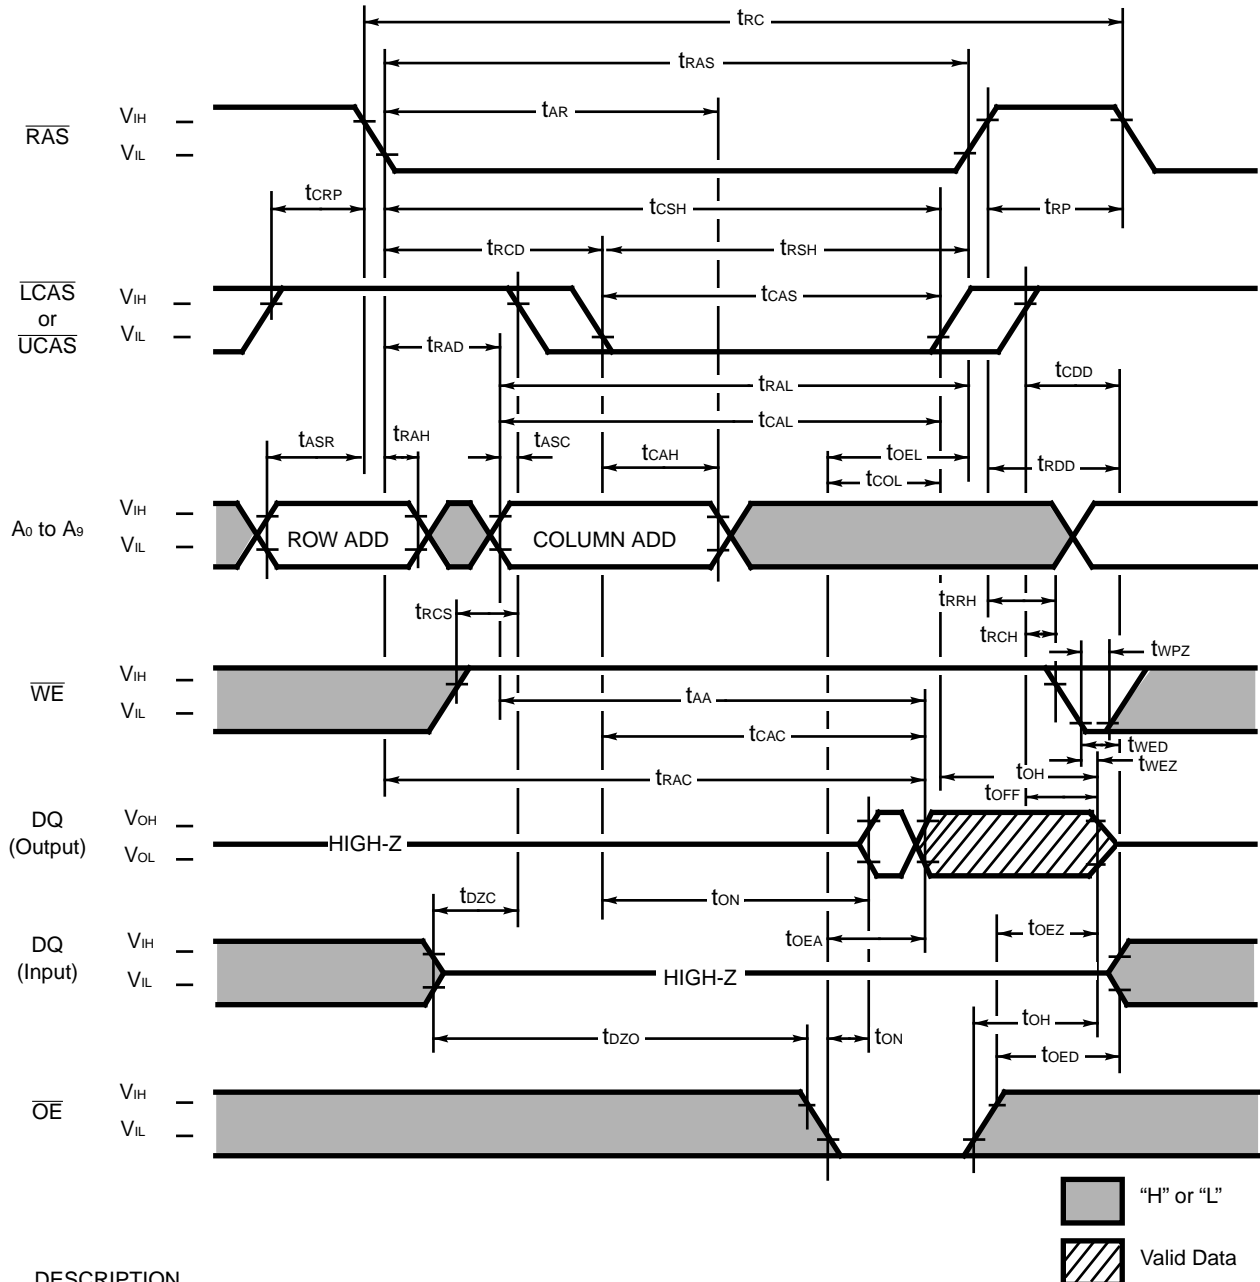 tRC
tRAS
tAR
RAS
VIH
VIL
tCRP
tCSH
tRP
tRCD
tRSH
LCAS
or
UCAS
VIH
VIL
tCAS
tRAD
tRAL
tCDD
tCAL
tASR
tRAH
tASC
tCAH
tOEL
tRDD
tCOL
A0 to A9
VIH
VIL
ROW ADD
COLUMN ADD
tRCS
tRRH
tRCH
tWPZ
WE
VIH
VIL
tAA
tCAC
tWED
tRAC
tOH
tWEZ
tOFF
DQ
(Output)
VOH
VOL
HIGH-Z
tDZC
tON
tOEA
tOEZ
DQ
(Input)
VIH
VIL
HIGH-Z
tDZO
tON
tOH
tOED
OE
VIH
VIL
“H” or “L”
Valid Data
DESCRIPTION